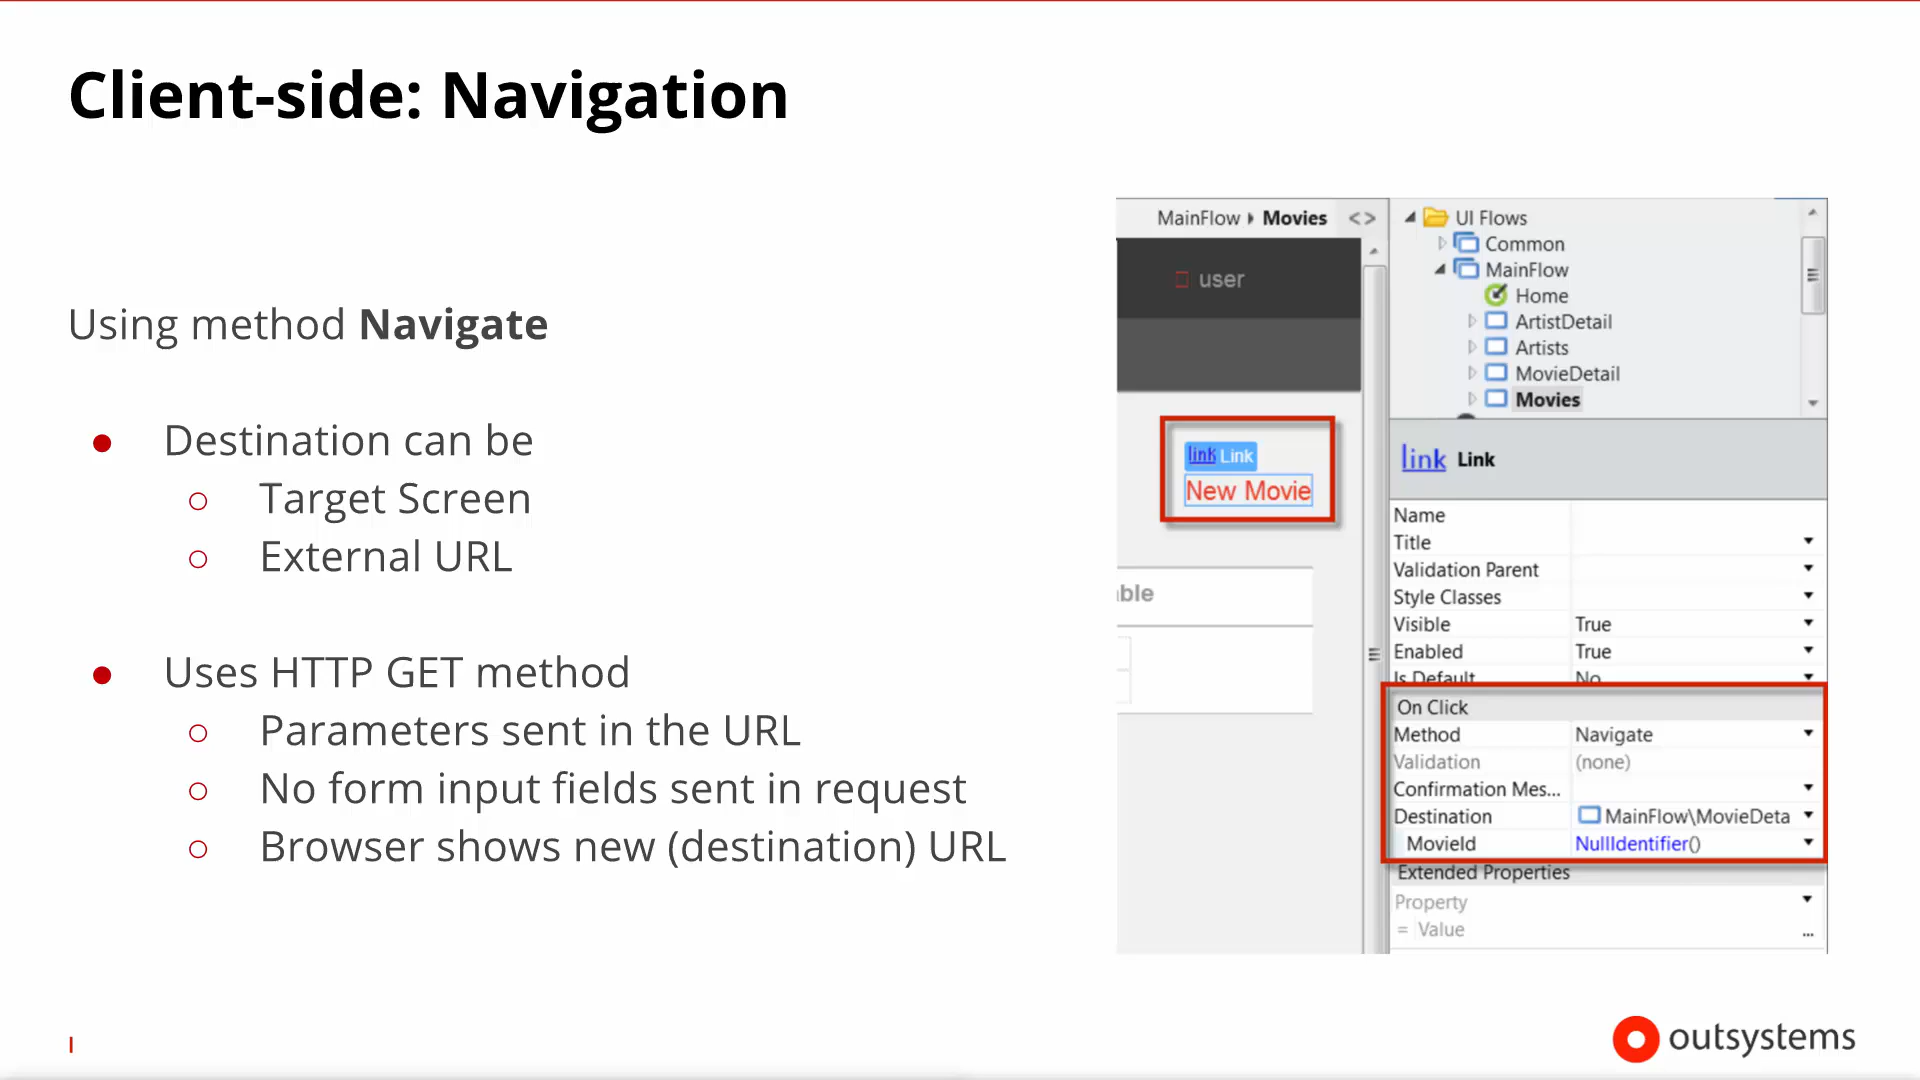 Client-side: Navigation
Using method Navigate
Destination can be
Target Screen
External URL
Uses HTTP GET method
Parameters sent in the URL
No form input fields sent in request
Browser shows new (destination) URL
MainFlow Movies <>
user
link Link
New Movie
able
UI Flows
Common
MainFlow
Home
ArtistDetail
Artists
MovieDetail
Movies
link Link
Name
Title
Validation Parent
Style Classes
Visible True
Enabled True
Is Default No
On Click
Method Navigate
Validation (none)
Confirmation Mes...
Destination MainFlow\MovieDeta
MovieId NullIdentifier()
Extended Properties
Property
= Value ...
outsystems